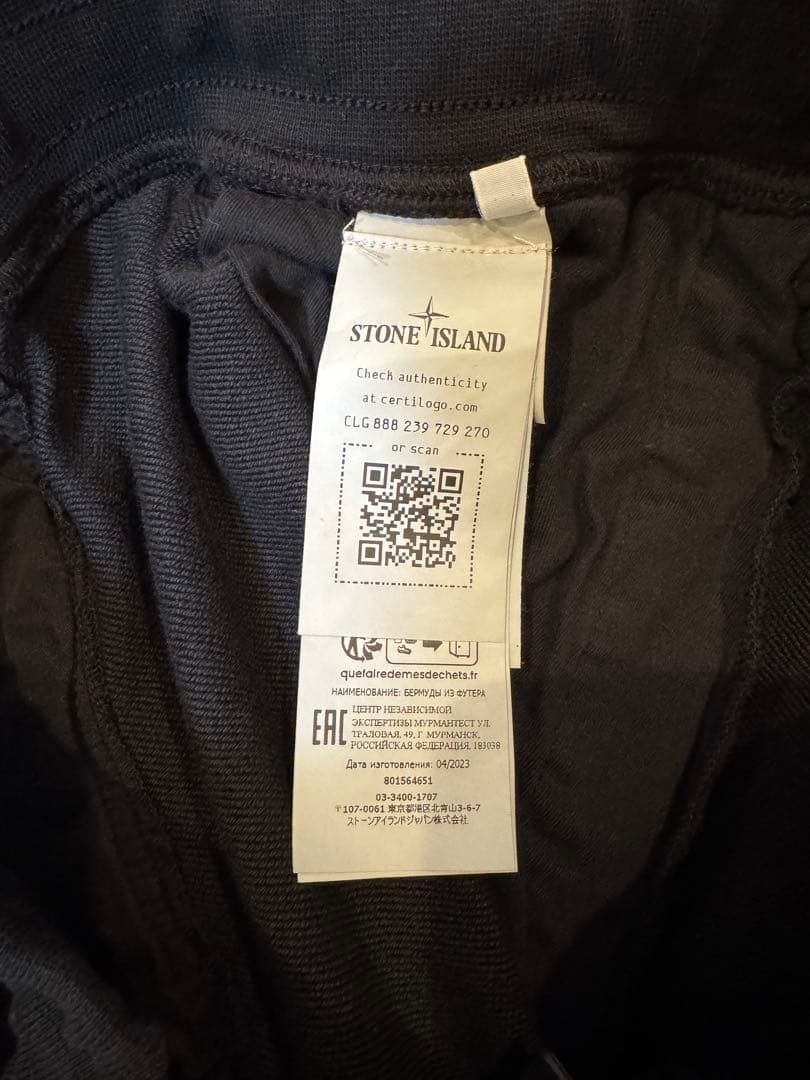 STONE ISLAND
Check authenticity
at certilogo.com
CLG 888 239 729 270
or scan
quefairedemesdechets.fr
НАИМЕНОВАНИЕ: БЕРМУДЫ ИЗ ФУТЕРА
EAC
ЦЕНТР НЕЗАВИСИМОЙ
ЭКСПЕРТИЗЫ МУРМАНТЕСТ УЛ.
ТРАЛОВАЯ, 49, Г. МУРМАНСК,
РОССИЙСКАЯ ФЕДЕРАЦИЯ, 183038
Дата изготовления: 04/2023
801564651
03-3400-1707
〒107-0061 東京都港区北青山3-6-7
ストーンアイランドジャパン株式会社